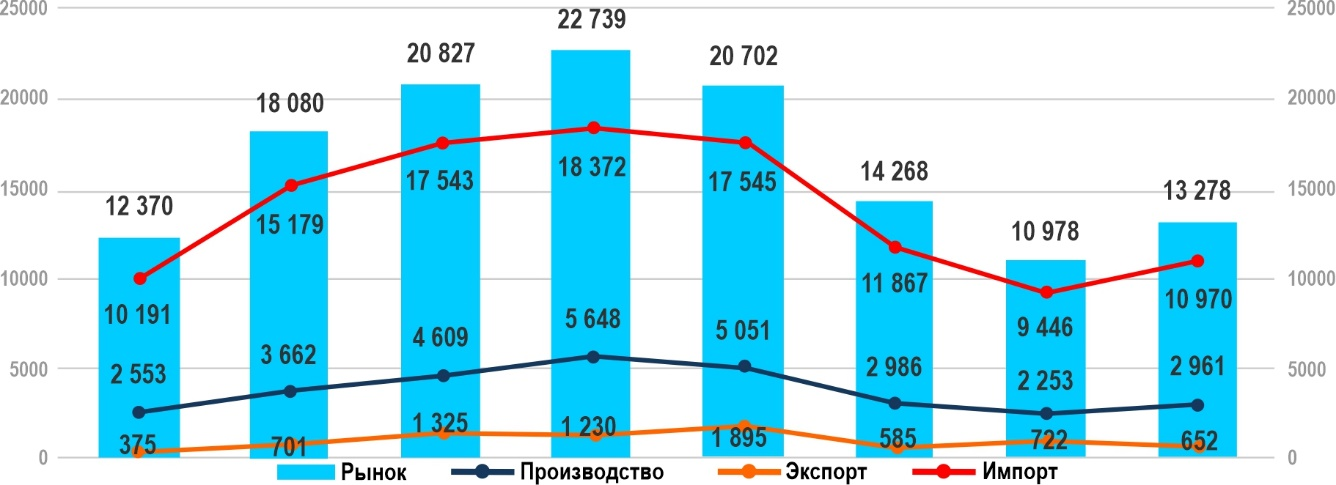 25000 22 739 25000
20 827 20 702
20000 18 080 20000
17 543 18 372 17 545 14 268
15000 12 370 15 179 13 278 15000
10 978
10000 11 867 10000
10 191 10 970
5 648 9 446
4 609 5 051
5000 2 553 3 662 2 986 2 253 2 961 5000
375 701 1 325 1 230 1 895 585 722 652
0 0
Рынок Производство Экспорт Импорт